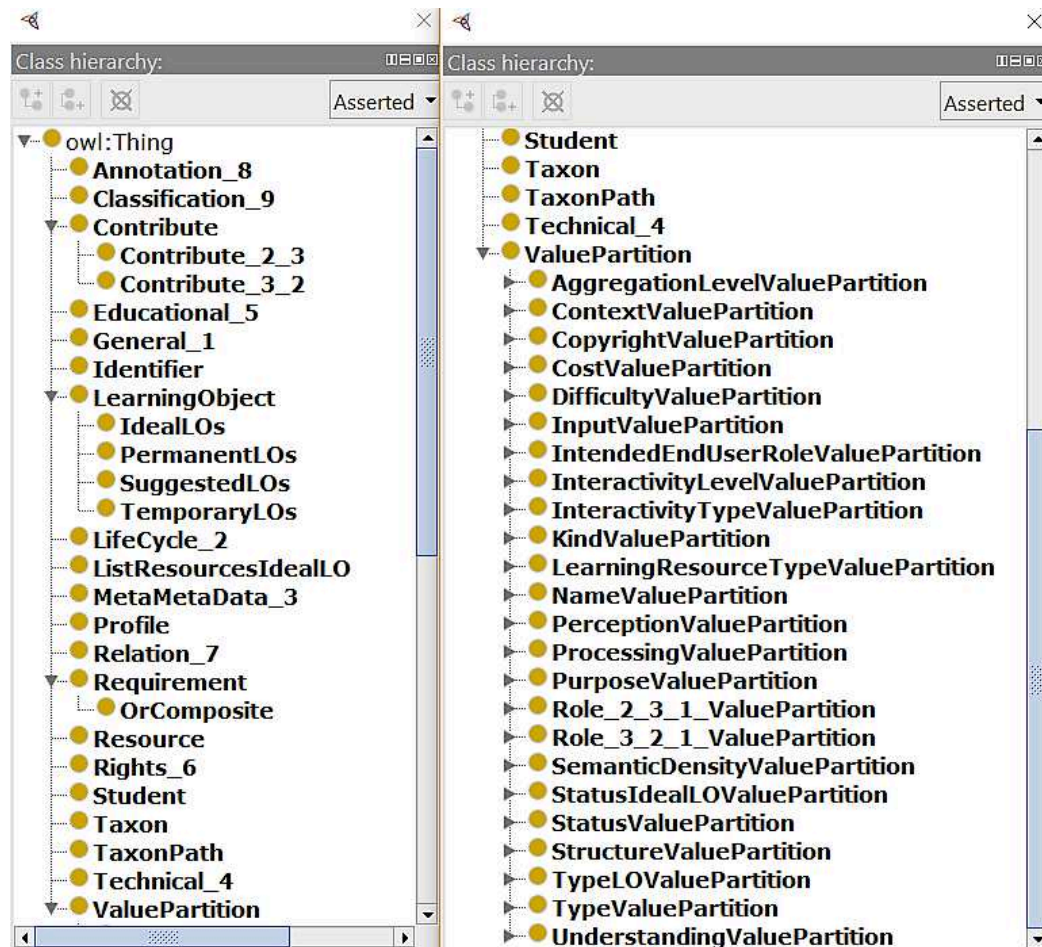 Class hierarchy:
Asserted
owl:Thing
Annotation_8
Classification_9
Contribute
Contribute_2_3
Contribute_3_2
Educational_5
General_1
Identifier
LearningObject
IdealLOs
PermanentLOs
SuggestedLOs
TemporaryLOs
LifeCycle_2
ListResourcesIdealLO
MetaMetaData_3
Profile
Relation_7
Requirement
OrComposite
Resource
Rights_6
Student
Taxon
TaxonPath
Technical_4
ValuePartition
Class hierarchy:
Asserted
Student
Taxon
TaxonPath
Technical_4
ValuePartition
AggregationLevelValuePartition
ContextValuePartition
CopyrightValuePartition
CostValuePartition
DifficultyValuePartition
InputValuePartition
IntendedEndUserRoleValuePartition
InteractivityLevelValuePartition
InteractivityTypeValuePartition
KindValuePartition
LearningResourceTypeValuePartition
NameValuePartition
PerceptionValuePartition
ProcessingValuePartition
PurposeValuePartition
Role_2_3_1_ValuePartition
Role_3_2_1_ValuePartition
SemanticDensityValuePartition
StatusIdealLOValuePartition
StatusValuePartition
StructureValuePartition
TypeLOValuePartition
TypeValuePartition
UnderstandingValuePartition